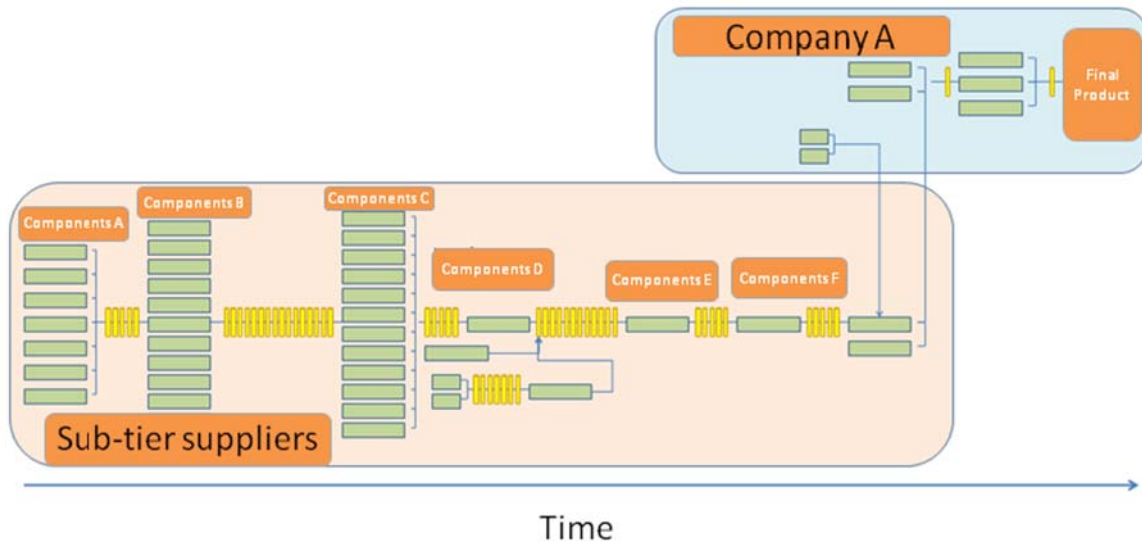 Company A
Final
Product
Components A
Components B
Components C
Components D
Components E
Components F
Sub-tier suppliers
Time